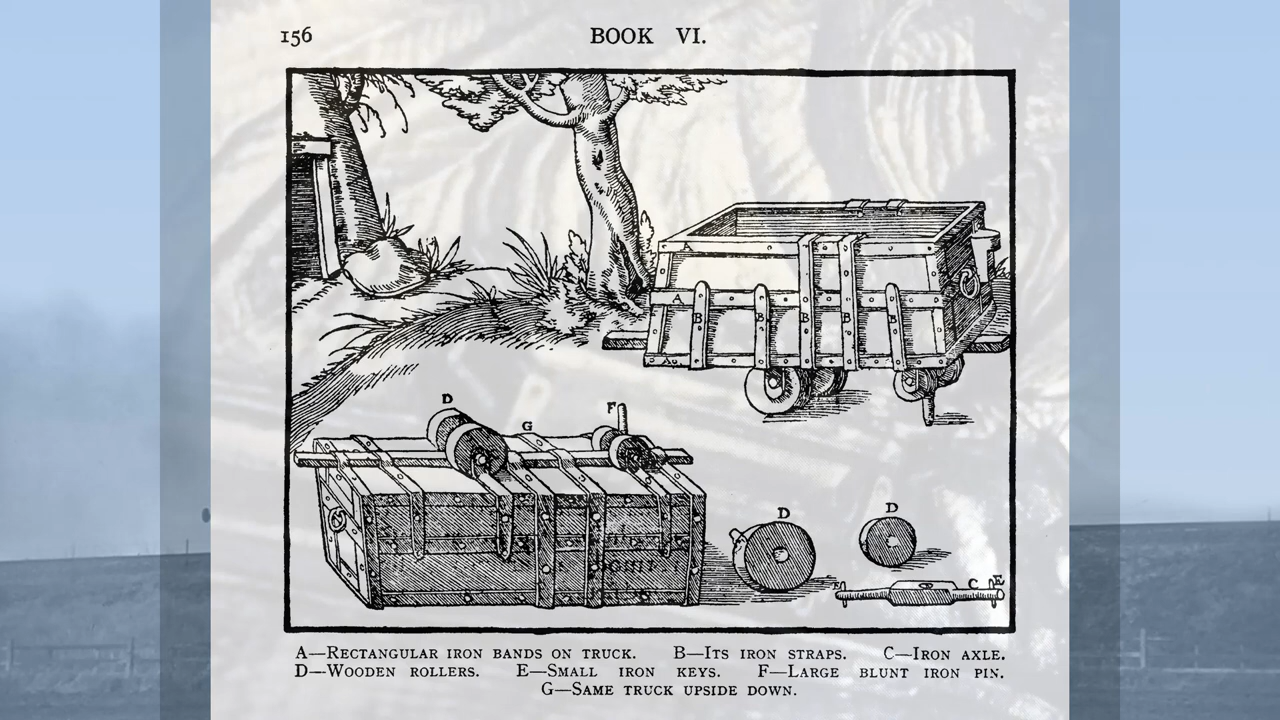 156 BOOK VI.
A
A
B
B
B
B
B
D
F
G
D
D
C
E
A—RECTANGULAR IRON BANDS ON TRUCK. B—ITS IRON STRAPS. C—IRON AXLE.
D—WOODEN ROLLERS. E—SMALL IRON KEYS. F—LARGE BLUNT IRON PIN.
G—SAME TRUCK UPSIDE DOWN.